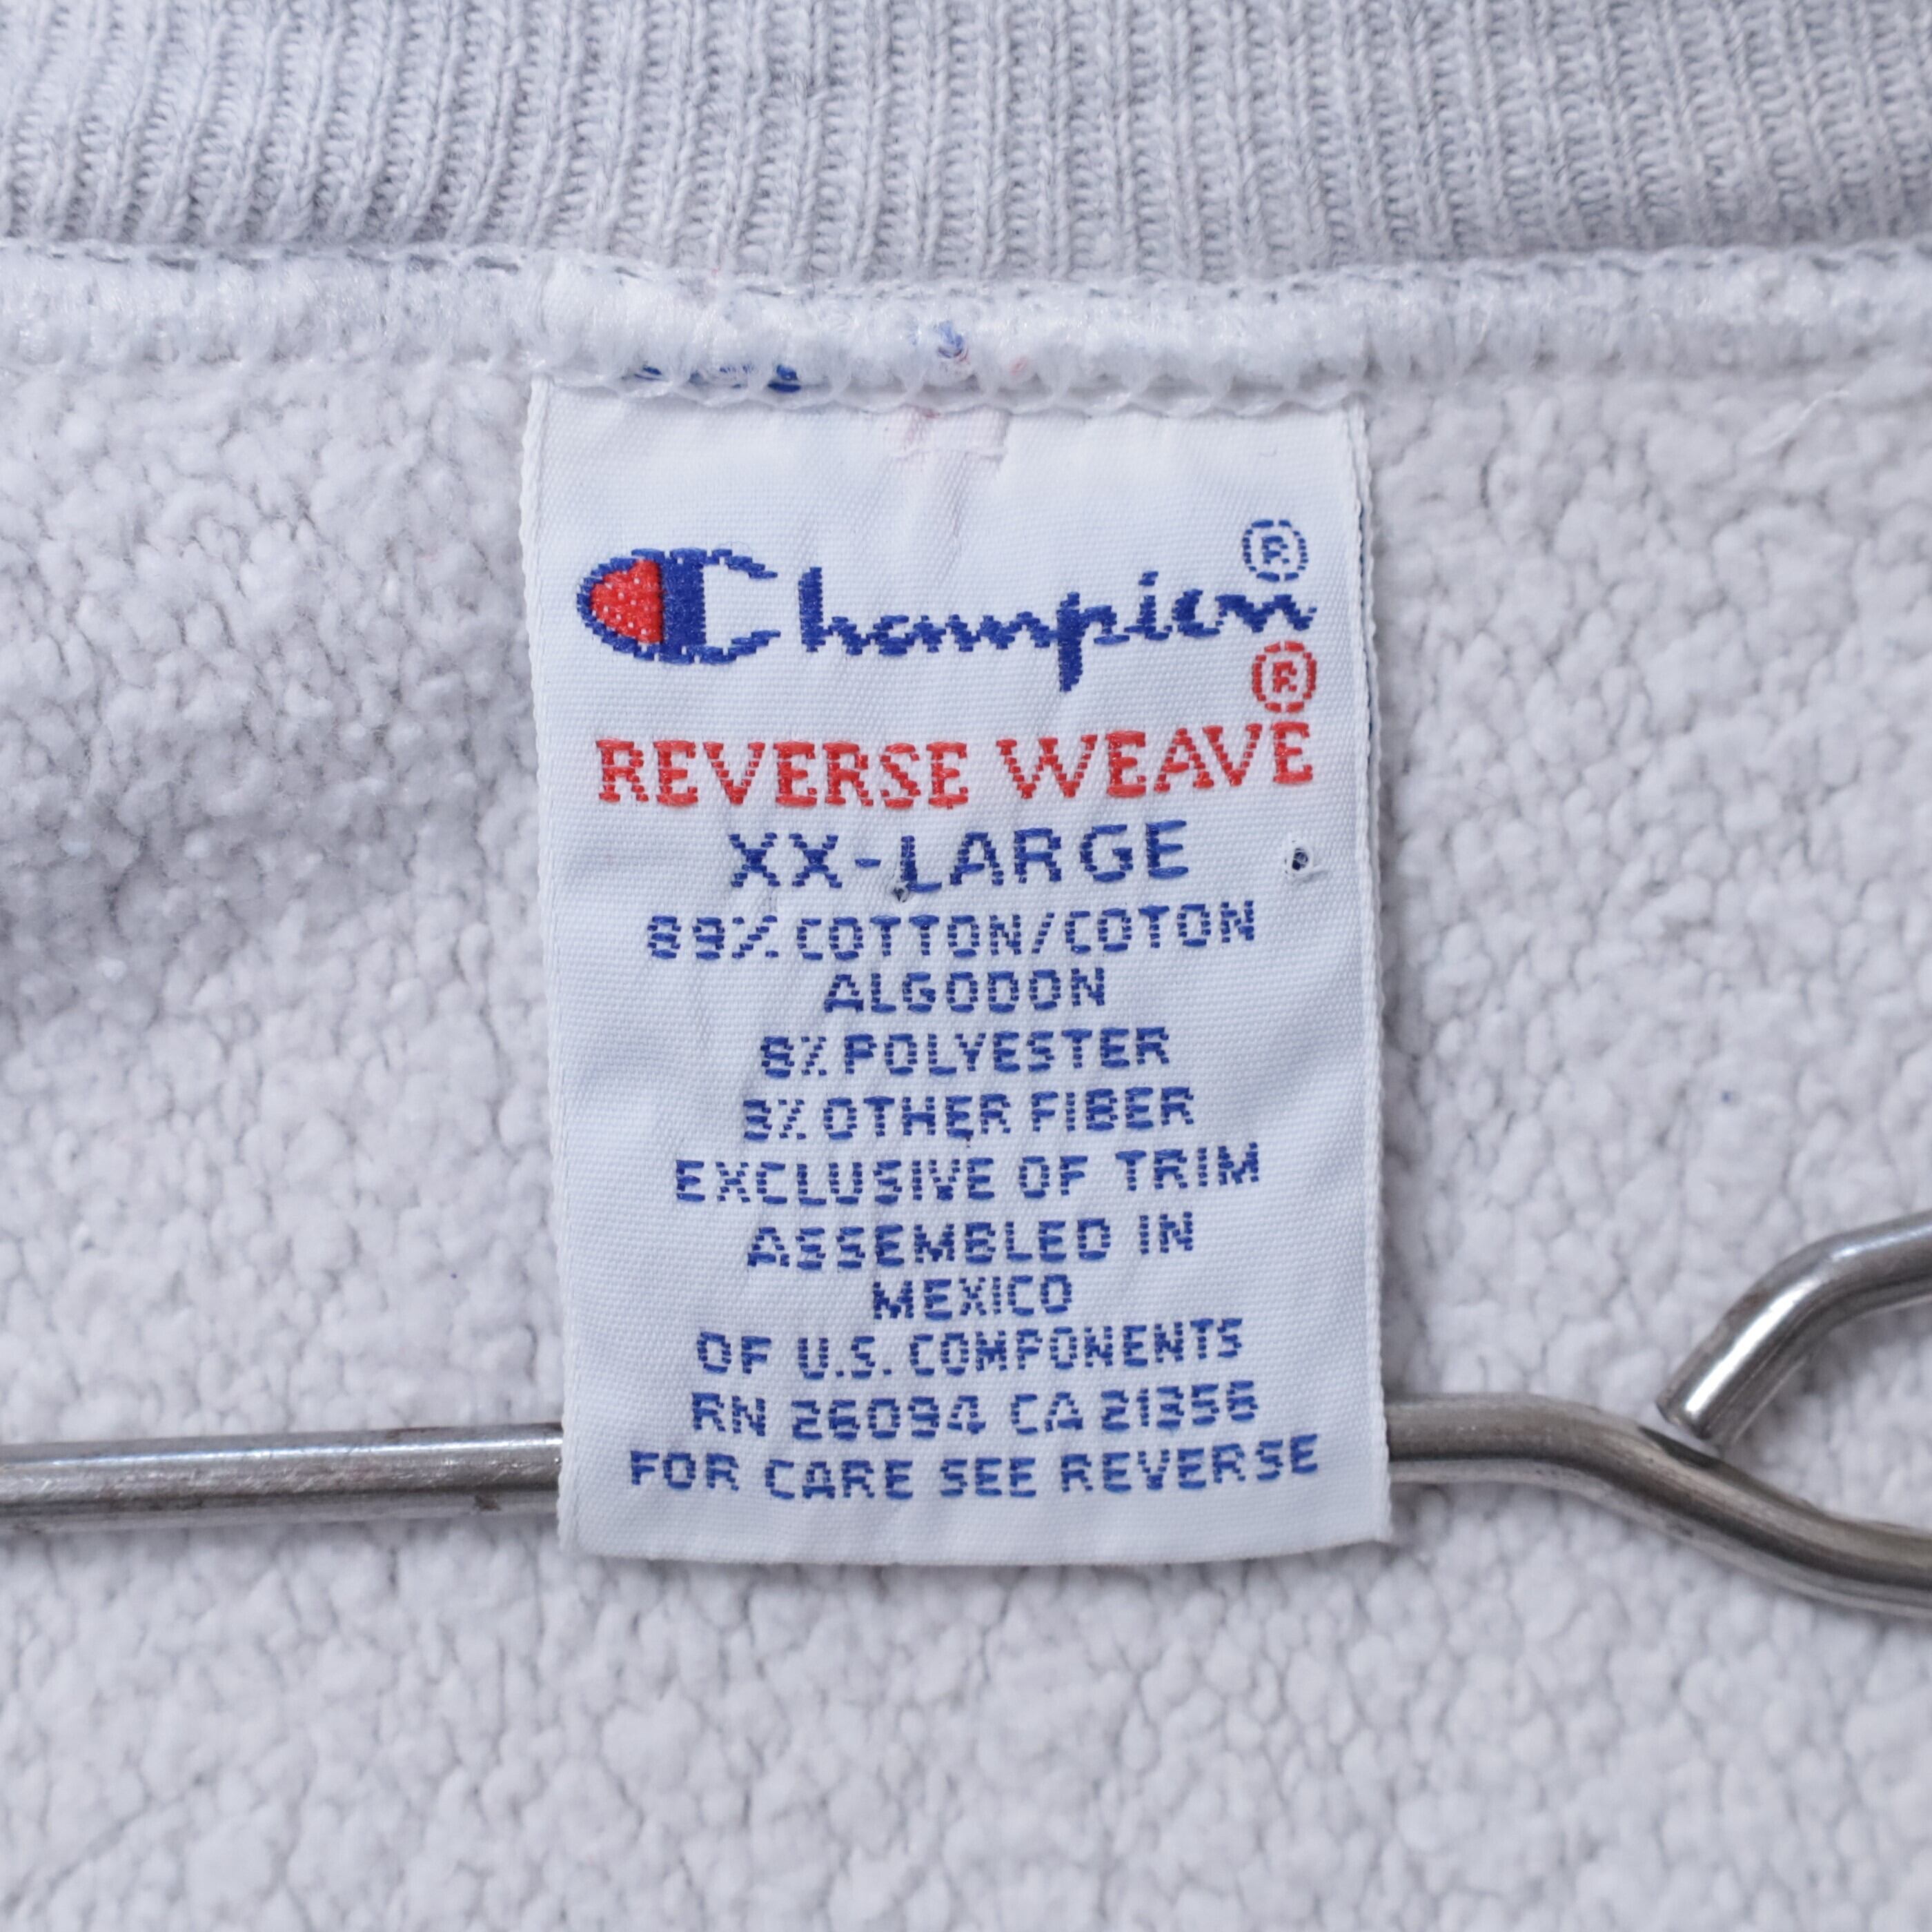 Champion®
®
REVERSE WEAVE
XX-LARGE
89% COTTON/COTON
ALGODON
8% POLYESTER
3% OTHER FIBER
EXCLUSIVE OF TRIM
ASSEMBLED IN
MEXICO
OF U.S. COMPONENTS
RN 26094 CA 21356
FOR CARE SEE REVERSE